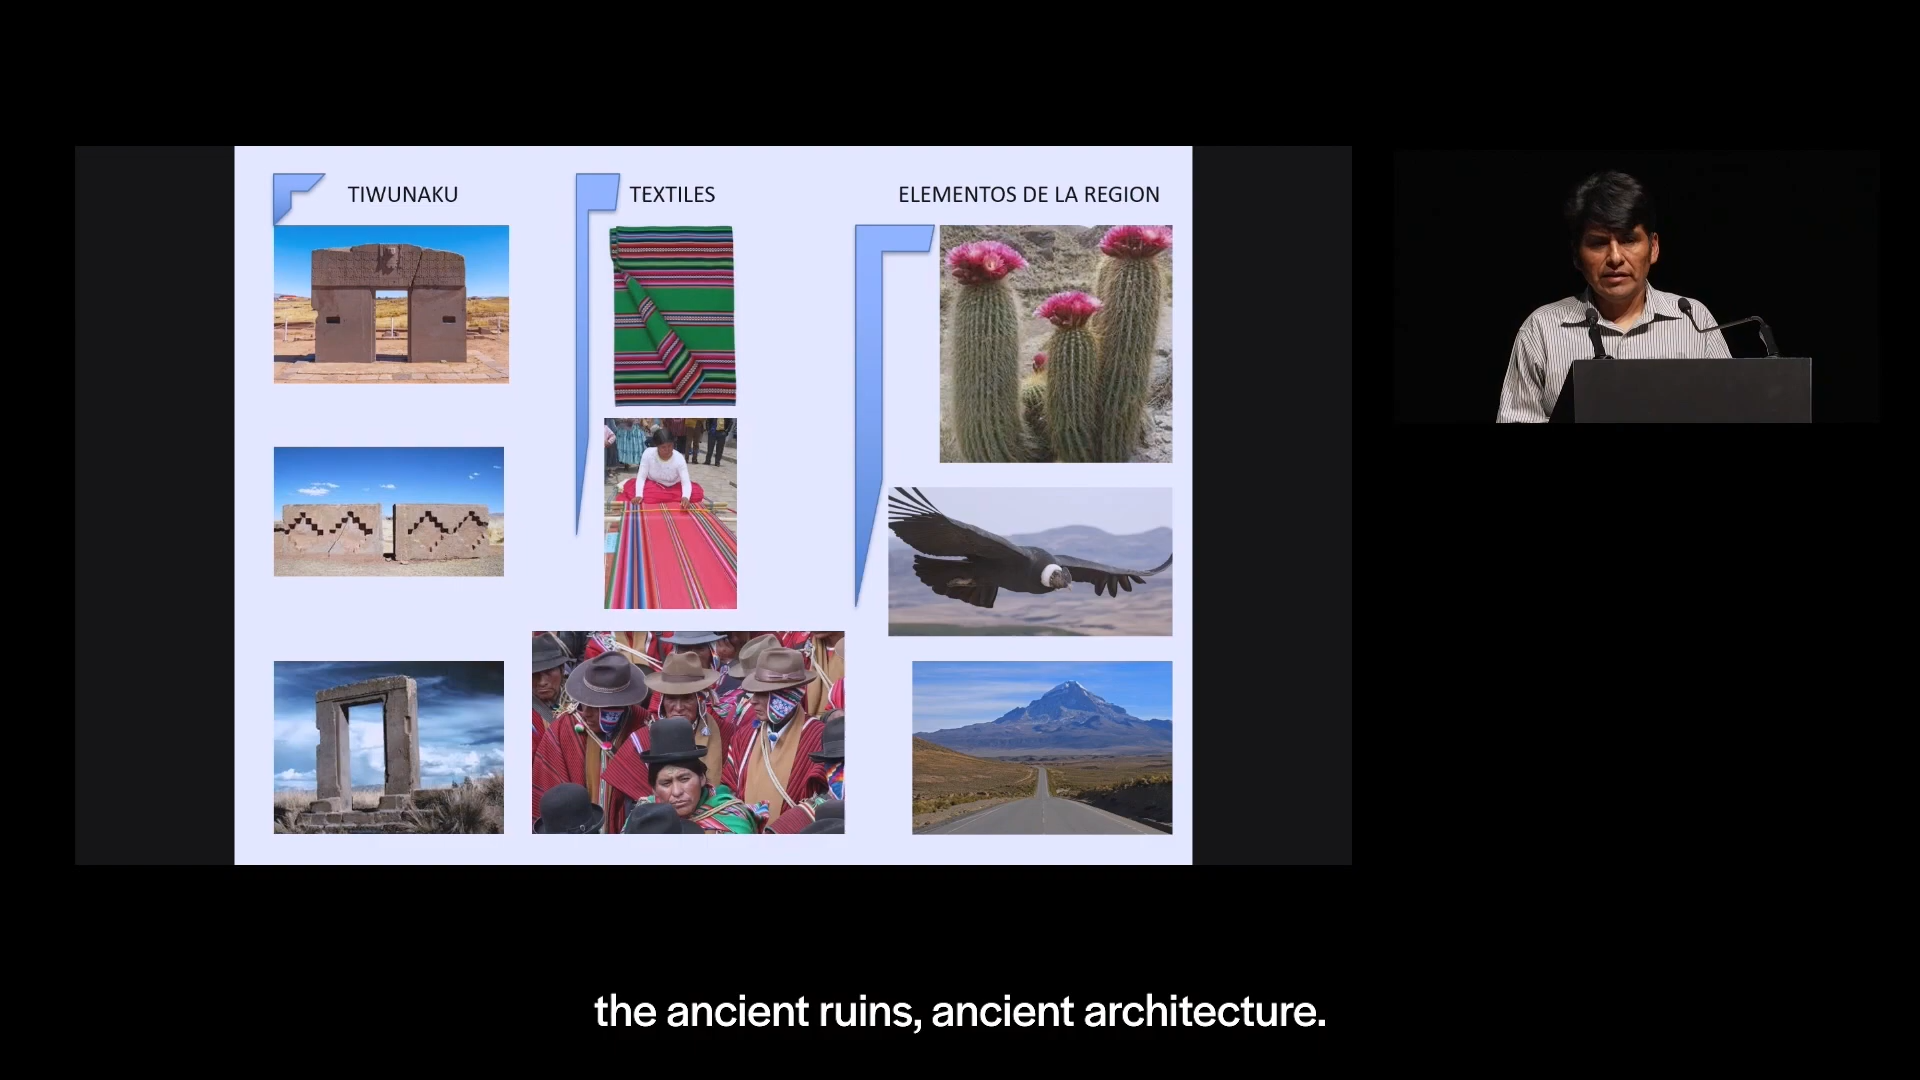 TIWUNAKU
TEXTILES
ELEMENTOS DE LA REGION
the ancient ruins, ancient architecture.